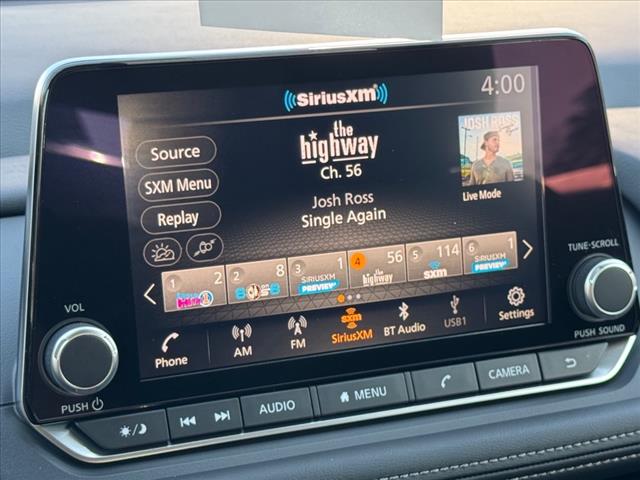 SiriusXM
4:00
the
highway
Ch. 56
JOSH ROSS
Live Mode
Source
SXM Menu
Replay
Josh Ross
Single Again
1 2
2 8
3 1
SIRIUSXM
PREVIEW
4 56
the
highway
5 114
sxm
6 1
SIRIUSXM
PREVIEW
Phone
AM
FM
sxm
SiriusXM
BT Audio
USB1
Settings
VOL
PUSH
TUNE·SCROLL
PUSH SOUND
AUDIO
MENU
CAMERA